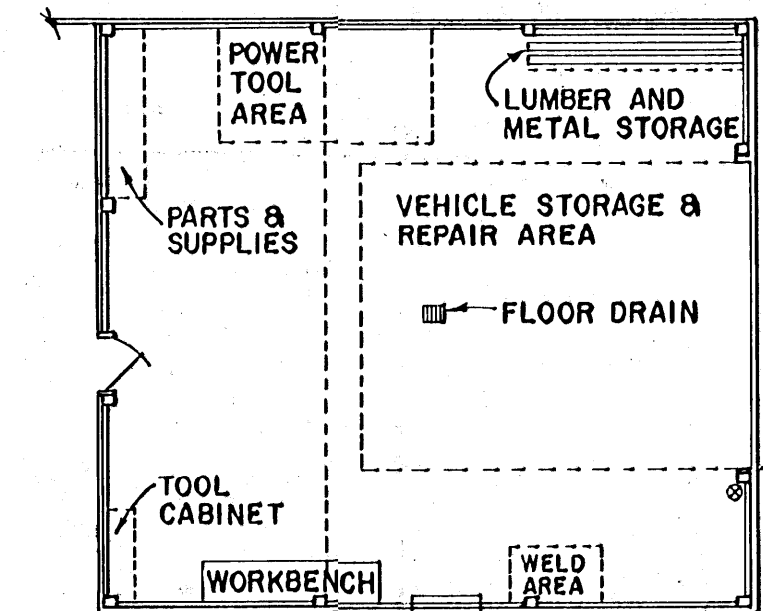 POWER
TOOL
AREA
LUMBER AND
METAL STORAGE
PARTS &
SUPPLIES
VEHICLE STORAGE &
REPAIR AREA
FLOOR DRAIN
TOOL
CABINET
WORKBENCH
WELD
AREA